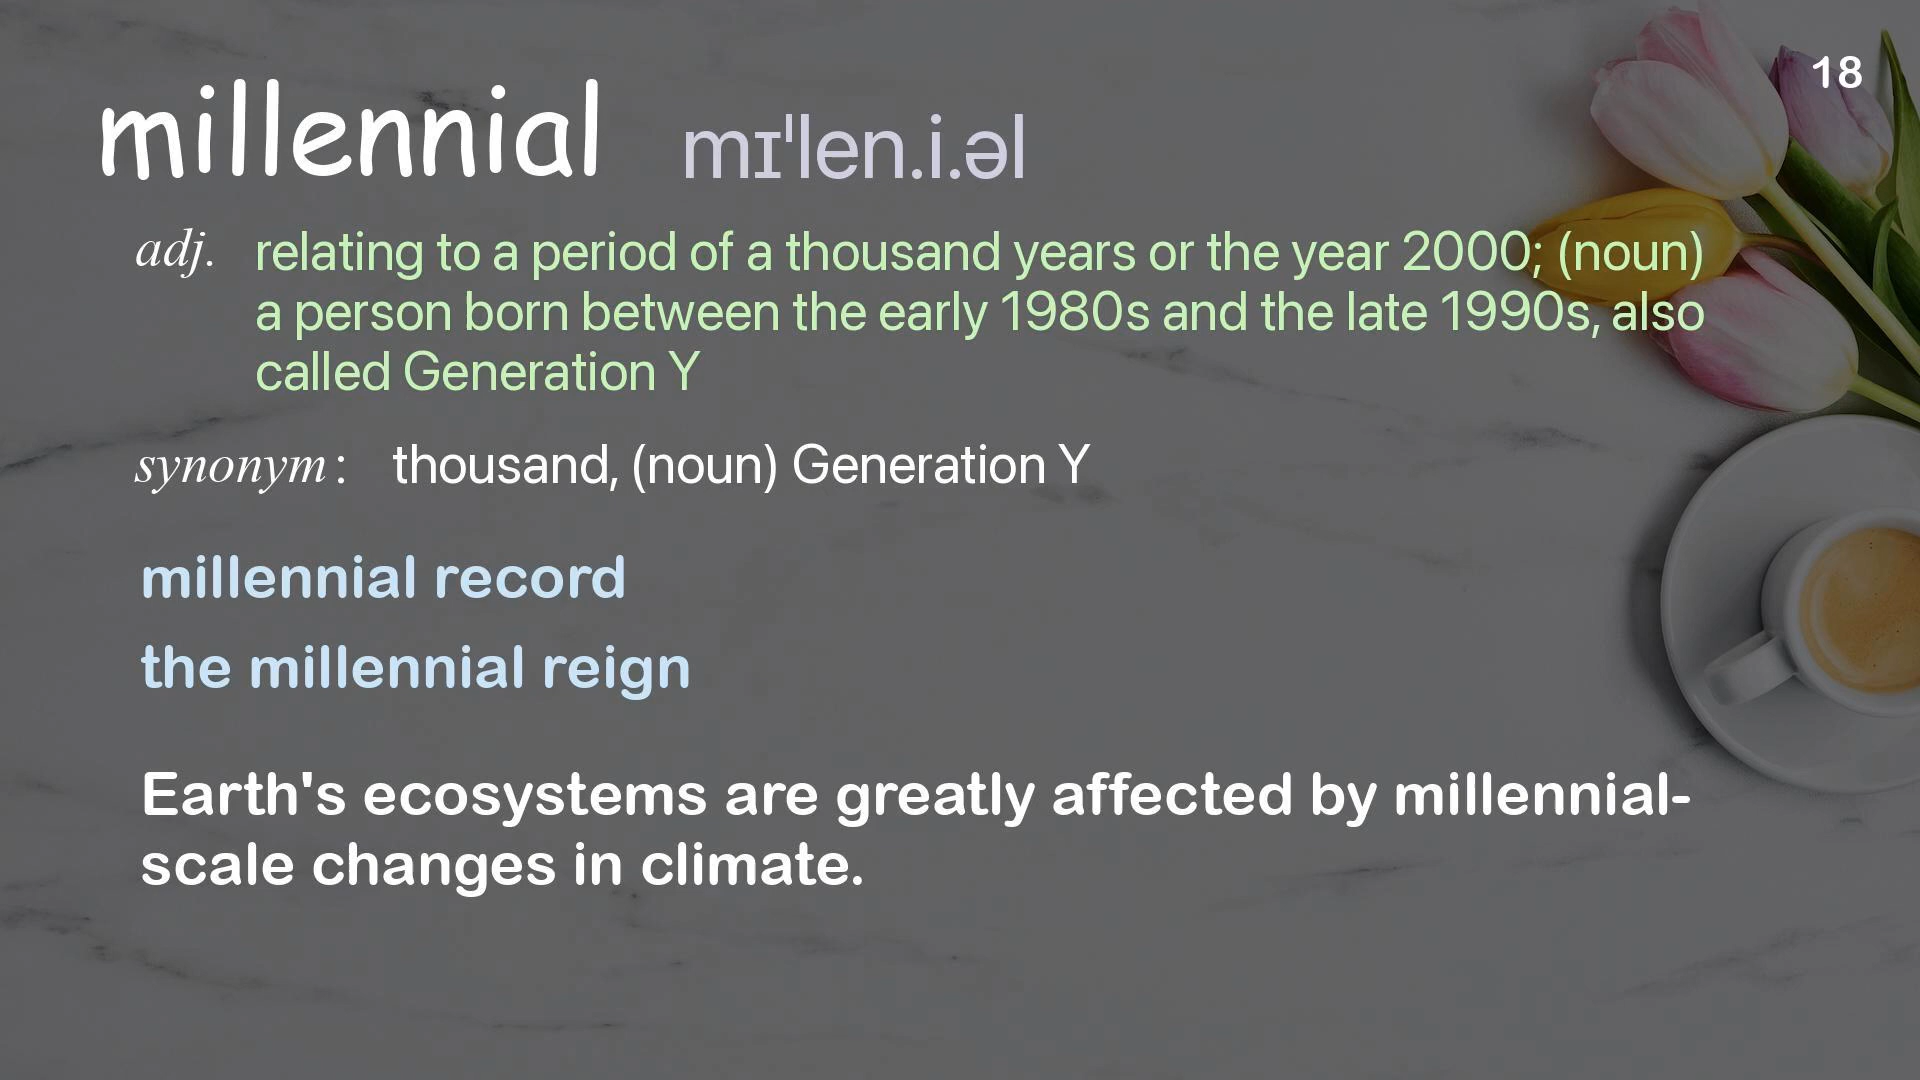 18
millennial mɪˈlen.i.əl
adj. relating to a period of a thousand years or the year 2000; (noun)
a person born between the early 1980s and the late 1990s, also
called Generation Y
synonym : thousand, (noun) Generation Y
millennial record
the millennial reign
Earth's ecosystems are greatly affected by millennial-
scale changes in climate.